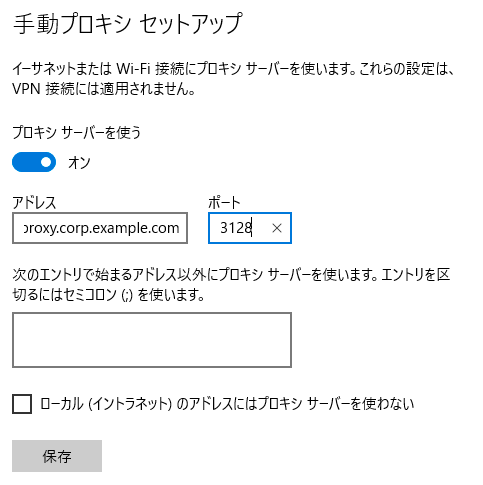 手動プロキシ セットアップ
イーサネットまたは Wi-Fi 接続にプロキシ サーバーを使います。これらの設定は、
VPN 接続には適用されません。
プロキシ サーバーを使う
オン
アドレス
ポート
proxy.corp.example.com
3128
次のエントリで始まるアドレス以外にプロキシ サーバーを使います。エントリを区
切るにはセミコロン (;) を使います。
ローカル (イントラネット) のアドレスにはプロキシ サーバーを使わない
保存